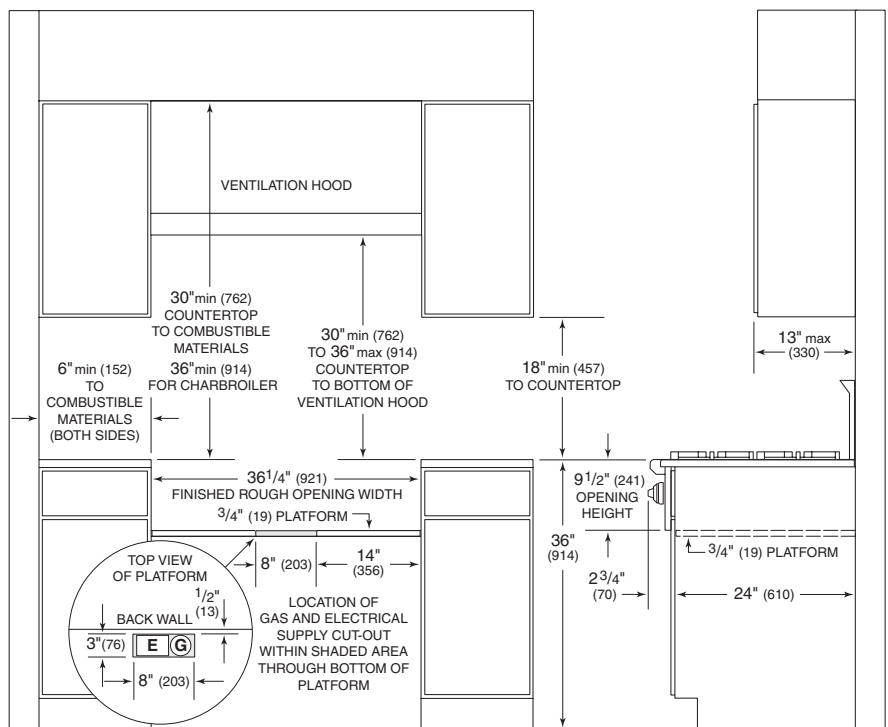 VENTILATION HOOD
30" min (762)
COUNTERTOP
TO COMBUSTIBLE
MATERIALS
36" min (914)
FOR CHARBROILER
30" min (762)
TO 36" max (914)
COUNTERTOP
TO BOTTOM OF
VENTILATION HOOD
13" max
(330)
6" min (152)
TO
COMBUSTIBLE
MATERIALS
(BOTH SIDES)
18" min (457)
TO COUNTERTOP
36 1/4" (921)
FINISHED ROUGH OPENING WIDTH
3/4" (19) PLATFORM
9 1/2" (241)
OPENING
HEIGHT
36"
(914)
3/4" (19) PLATFORM
2 3/4"
(70)
24" (610)
8" (203)
14"
(356)
LOCATION OF
GAS AND ELECTRICAL
SUPPLY CUT-OUT
WITHIN SHADED AREA
THROUGH BOTTOM OF
PLATFORM
TOP VIEW
OF PLATFORM
1/2"
(13)
BACK WALL
3" (76)
E G
8" (203)